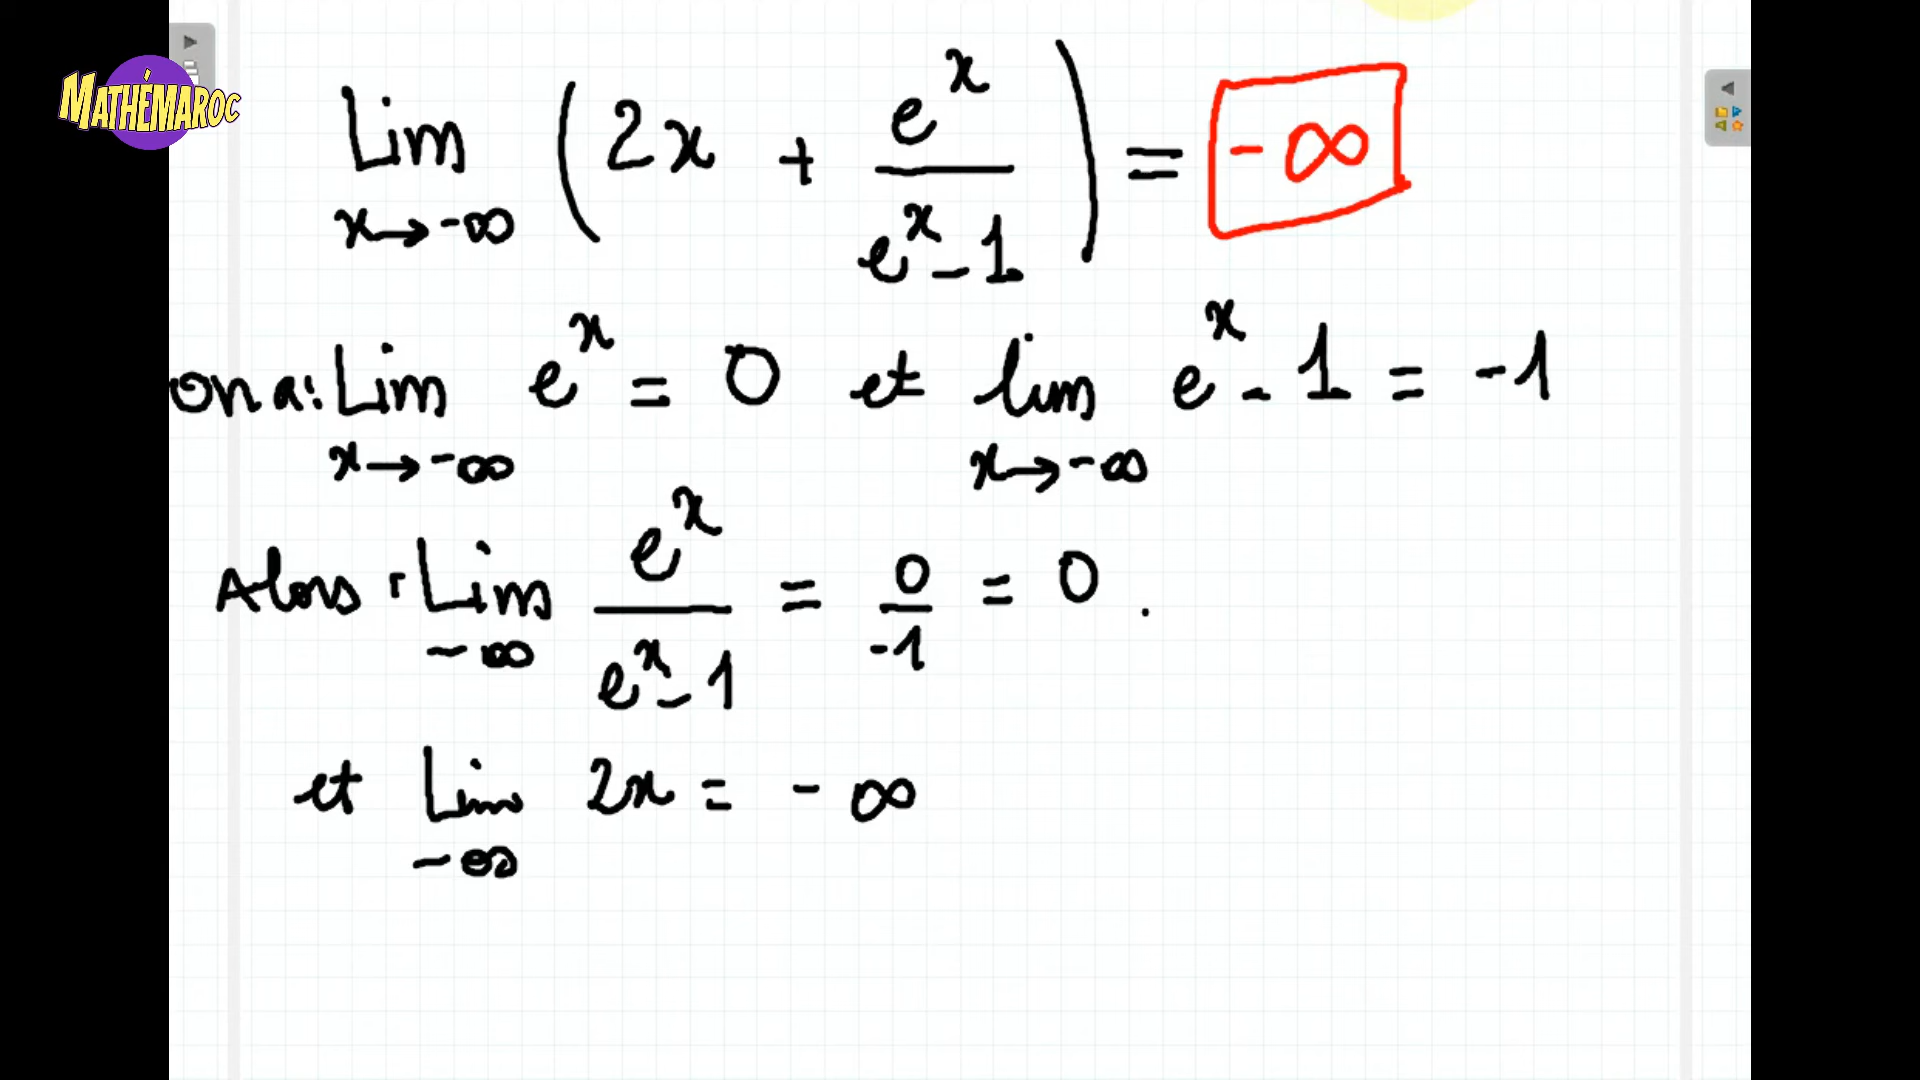 MATHÉMAROC
Lim x→-∞ (2x + e^x / (e^x - 1)) = -∞
on a: Lim x→-∞ e^x = 0 et lim x→-∞ e^x - 1 = -1
Alors : Lim -∞ e^x / (e^x - 1) = 0 / -1 = 0 .
et Lim -∞ 2x = -∞